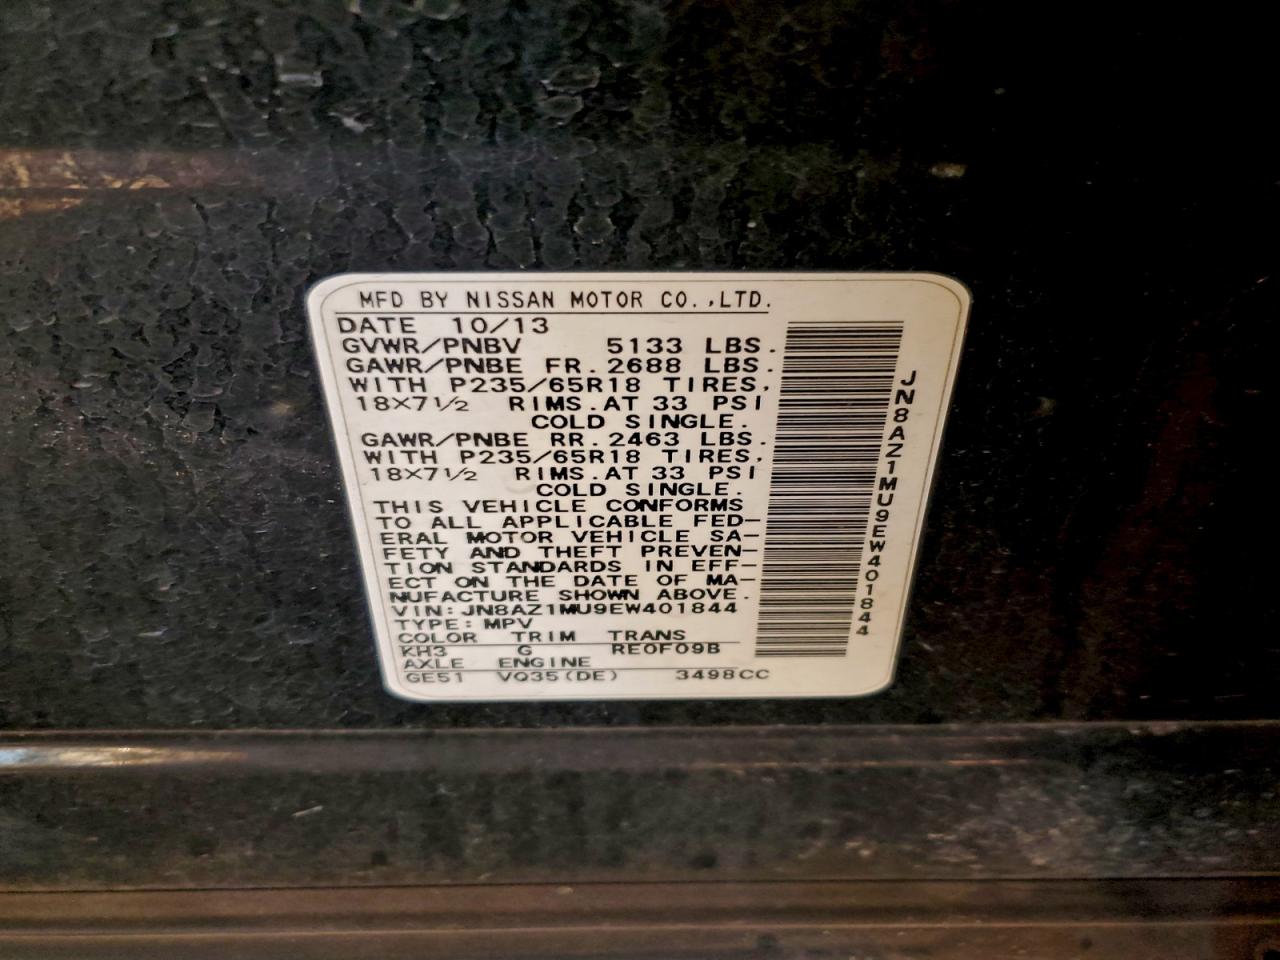 MFD BY NISSAN MOTOR CO.,LTD.
DATE 10/13
GVWR/PNBV 5133 LBS.
GAWR/PNBE FR.2688 LBS.
WITH P235/65R18 TIRES,
18×7½ RIMS.AT 33 PSI
COLD SINGLE.
GAWR/PNBE RR.2463 LBS.
WITH P235/65R18 TIRES,
18×7½ RIMS.AT 33 PSI
COLD SINGLE.
THIS VEHICLE CONFORMS
TO ALL APPLICABLE FED-
ERAL MOTOR VEHICLE SA-
FETY AND THEFT PREVEN-
TION STANDARDS IN EFF-
ECT ON THE DATE OF MA-
NUFACTURE SHOWN ABOVE.
VIN:JN8AZ1MU9EW401844
TYPE:MPV
COLOR TRIM TRANS
KH3 G RE0F09B
AXLE ENGINE
GE51 VQ35(DE) 3498CC
JN8AZ1MU9EW401844